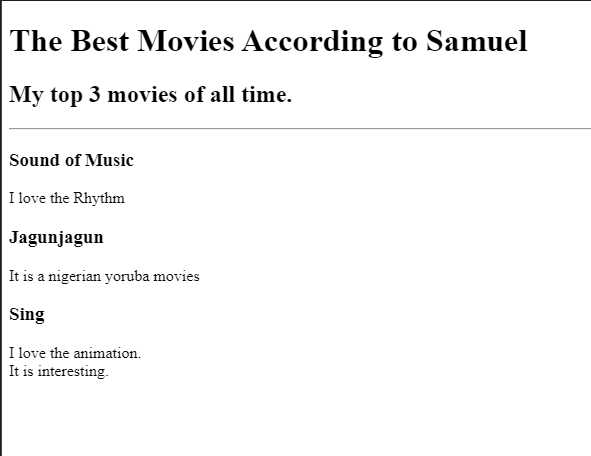 The Best Movies According to Samuel
My top 3 movies of all time.
Sound of Music
I love the Rhythm
Jagunjagun
It is a nigerian yoruba movies
Sing
I love the animation.
It is interesting.